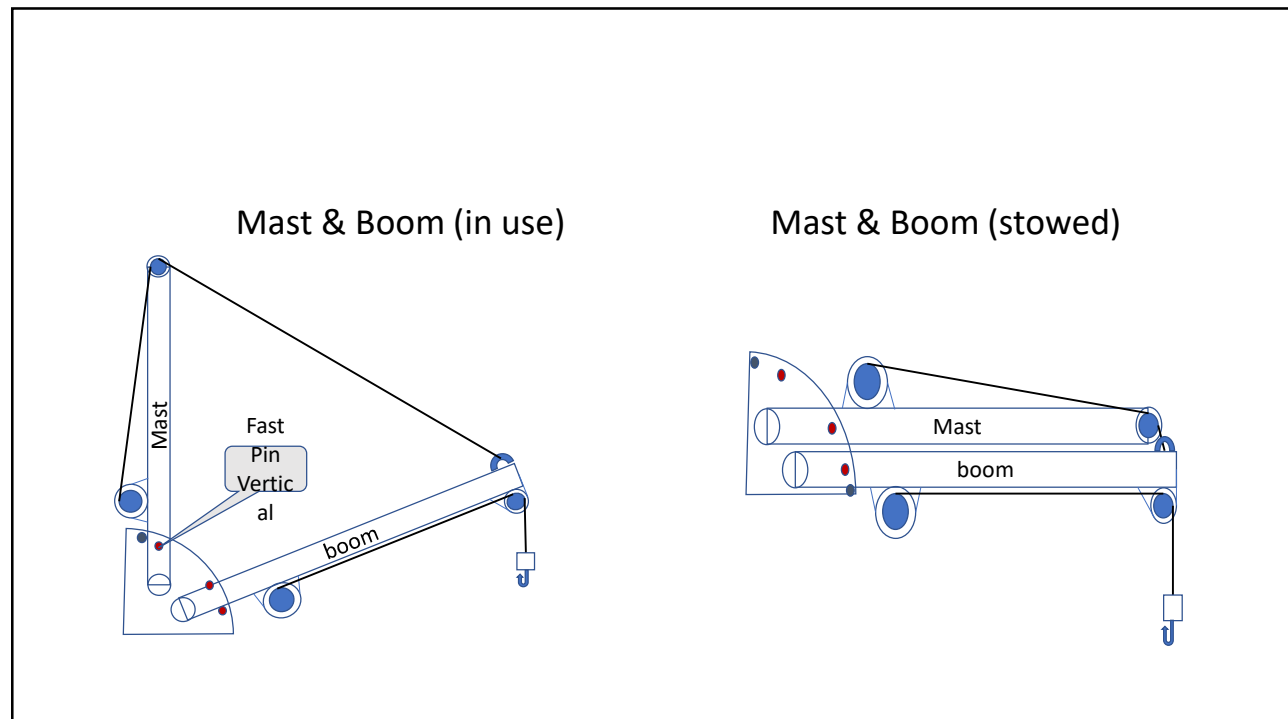 Mast & Boom (in use)
Mast & Boom (stowed)
Mast
Fast
Pin
Vertic
al
boom
Mast
boom